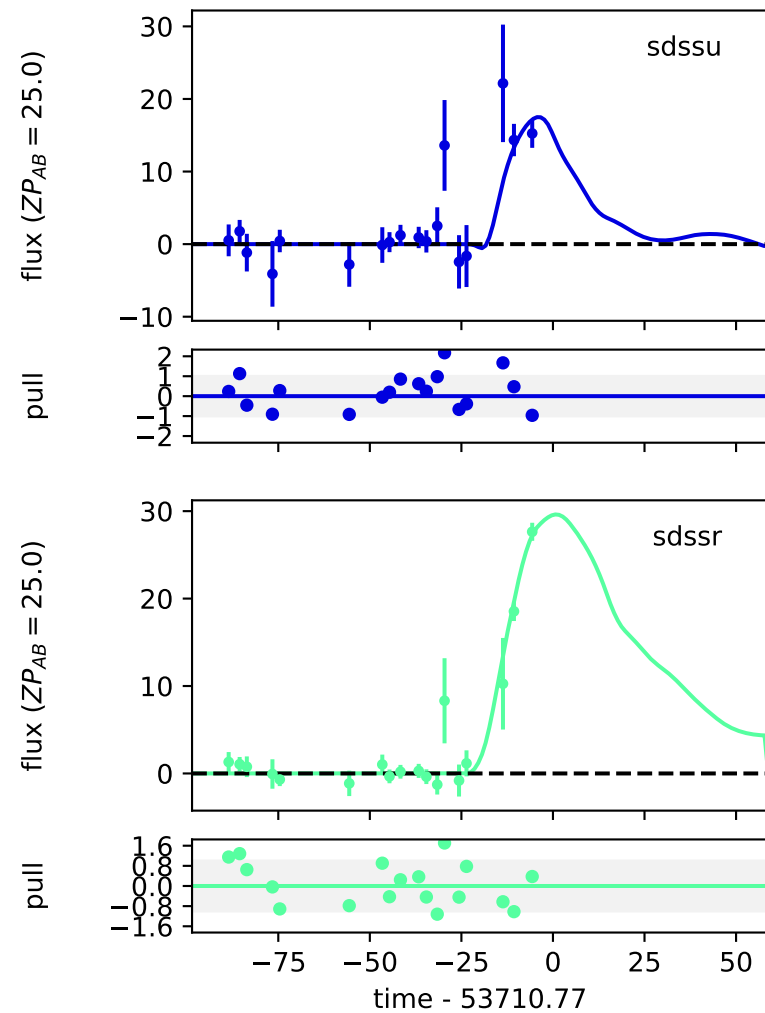 30
sdssu
20
10
0
−10
flux (ZP_AB = 25.0)
2
1
0
−1
−2
pull
30
sdssr
20
10
0
flux (ZP_AB = 25.0)
1.6
0.8
0.0
−0.8
−1.6
pull
−75 −50 −25 0 25 50
time - 53710.77